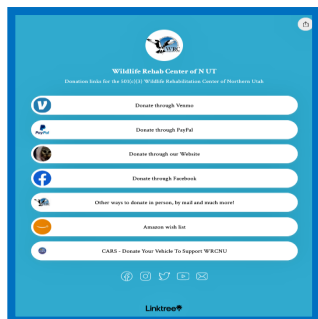 WRC
Wildlife Rehab Center of N UT
Donation links for the 501(c)(3) Wildlife Rehabilitation Center of Northern Utah
Donate through Venmo
PayPal
Donate through PayPal
Donate through our Website
Donate through Facebook
Other ways to donate in person, by mail and much more!
Amazon wish list
CARS - Donate Your Vehicle To Support WRCNU
Linktree